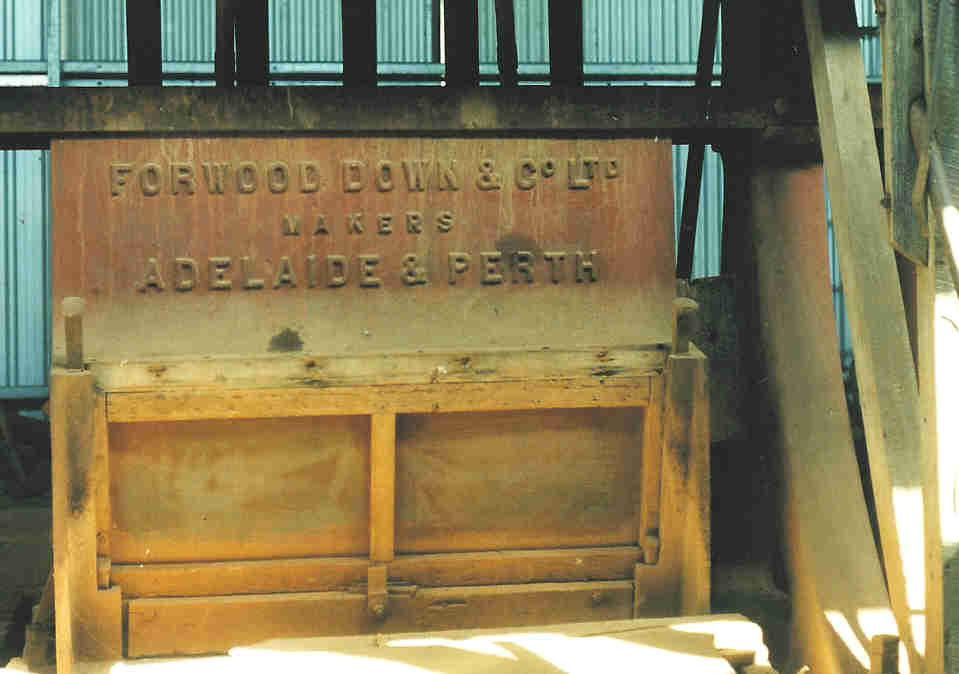 FORWOOD DOWN & Co LTD
MAKERS
ADELAIDE & PERTH